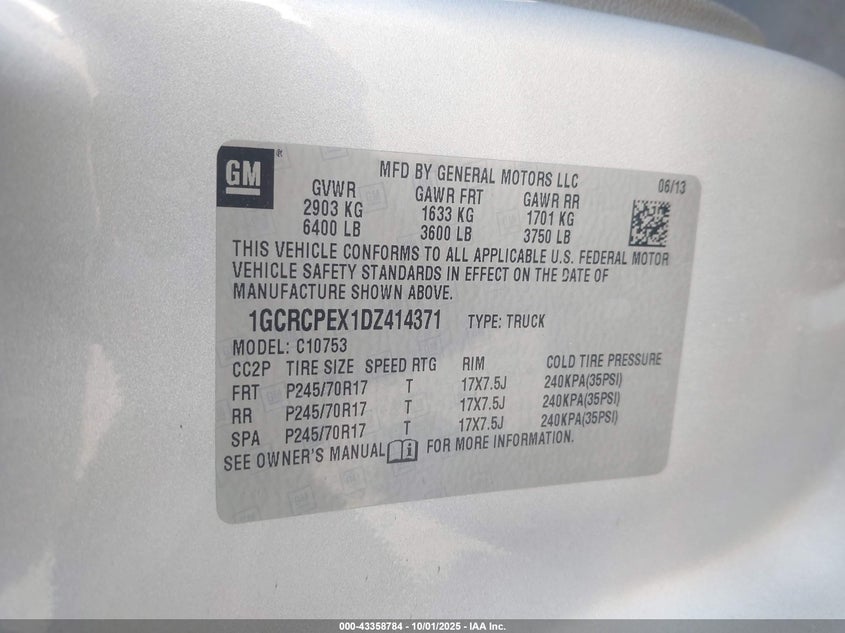 GM
MFD BY GENERAL MOTORS LLC 06/13
GVWR GAWR FRT GAWR RR
2903 KG 1633 KG 1701 KG
6400 LB 3600 LB 3750 LB
THIS VEHICLE CONFORMS TO ALL APPLICABLE U.S. FEDERAL MOTOR
VEHICLE SAFETY STANDARDS IN EFFECT ON THE DATE OF
MANUFACTURE SHOWN ABOVE.
1GCRCPEX1DZ414371 TYPE: TRUCK
MODEL: C10753
CC2P TIRE SIZE SPEED RTG RIM COLD TIRE PRESSURE
FRT P245/70R17 T 17X7.5J 240KPA(35PSI)
RR P245/70R17 T 17X7.5J 240KPA(35PSI)
SPA P245/70R17 T 17X7.5J 240KPA(35PSI)
SEE OWNER'S MANUAL FOR MORE INFORMATION.
000-43358784 - 10/01/2025 - IAA Inc.